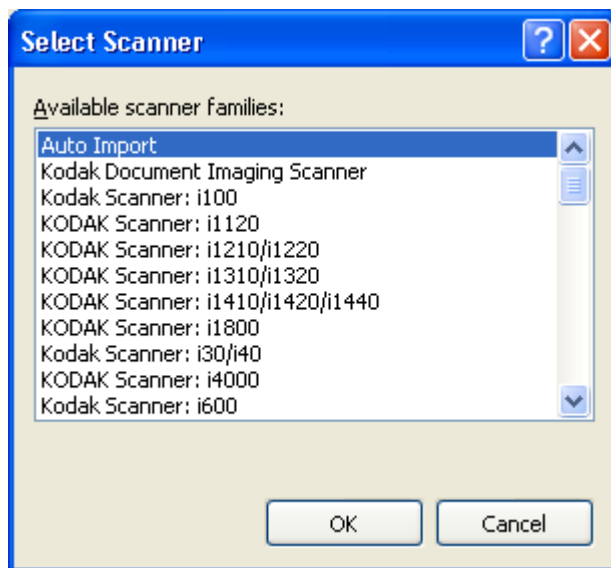 Select Scanner
?
Available scanner families:
Auto Import
Kodak Document Imaging Scanner
Kodak Scanner: i100
KODAK Scanner: i1120
KODAK Scanner: i1210/i1220
KODAK Scanner: i1310/i1320
KODAK Scanner: i1410/i1420/i1440
KODAK Scanner: i1800
Kodak Scanner: i30/i40
KODAK Scanner: i4000
Kodak Scanner: i600
OK Cancel